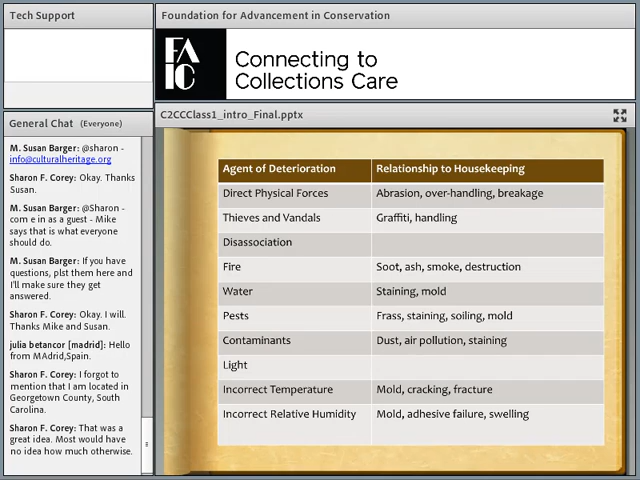 Tech Support
Foundation for Advancement in Conservation
FA
IC
Connecting to
Collections Care
General Chat (Everyone)
M. Susan Barger: @sharon -
info@culturalheritage.org
Sharon F. Corey: Okay. Thanks
Susan.
M. Susan Barger: @Sharon -
com e in as a guest - Mike
says that is what everyone
should do.
M. Susan Barger: If you have
questions, plst them here and
I'll make sure they get
answered.
Sharon F. Corey: Okay. I will.
Thanks Mike and Susan.
julia betancor [madrid]: Hello
from MAdrid,Spain.
Sharon F. Corey: I forgot to
mention that I am located in
Georgetown County, South
Carolina.
Sharon F. Corey: That was a
great idea. Most would have
no idea how much otherwise.
C2CCClass1_intro_Final.pptx
Agent of Deterioration Relationship to Housekeeping
Direct Physical Forces Abrasion, over-handling, breakage
Thieves and Vandals Graffiti, handling
Disassociation
Fire Soot, ash, smoke, destruction
Water Staining, mold
Pests Frass, staining, soiling, mold
Contaminants Dust, air pollution, staining
Light
Incorrect Temperature Mold, cracking, fracture
Incorrect Relative Humidity Mold, adhesive failure, swelling